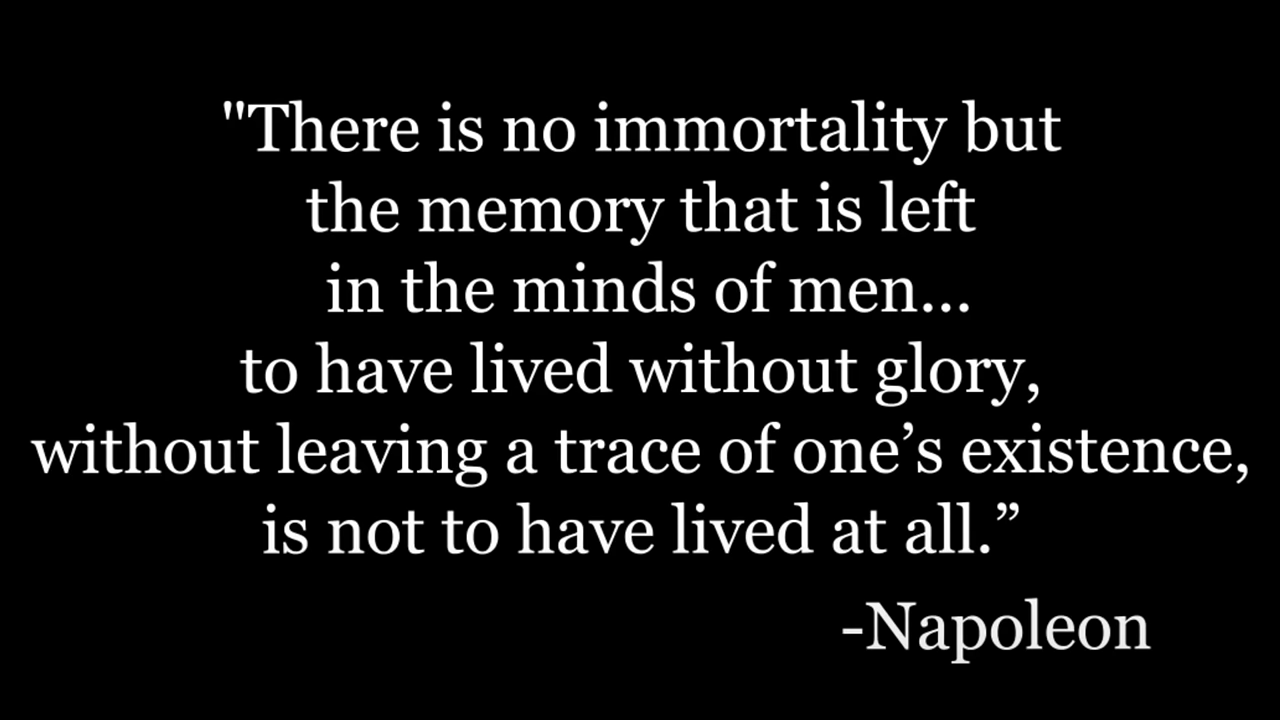 "There is no immortality but
the memory that is left
in the minds of men...
to have lived without glory,
without leaving a trace of one’s existence,
is not to have lived at all.”
-Napoleon